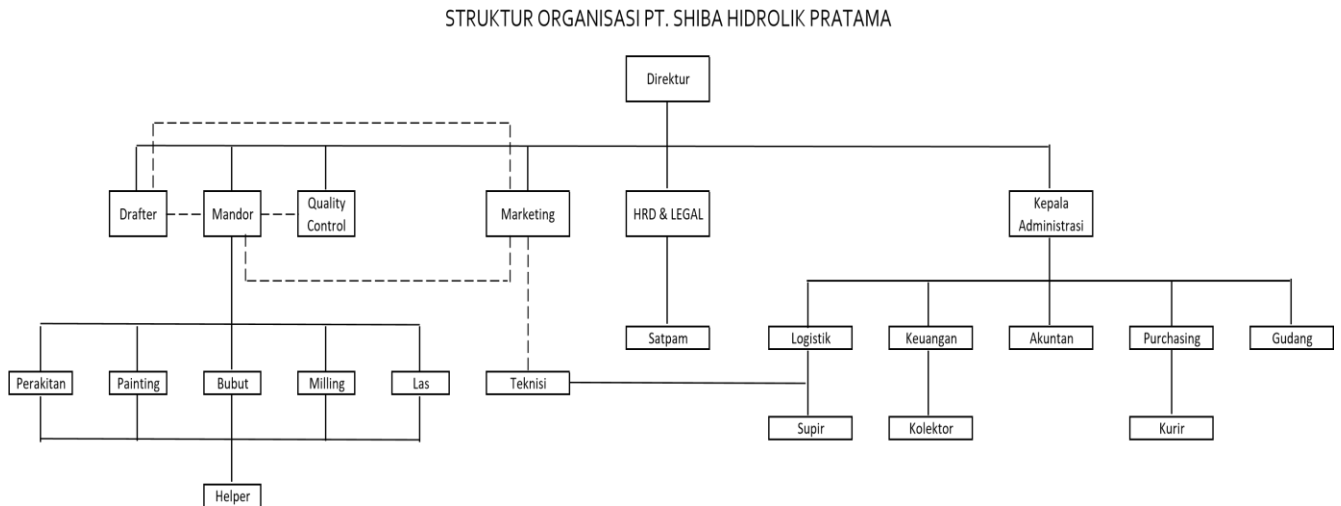 STRUKTUR ORGANISASI PT. SHIBA HIDROLIK PRATAMA
Direktur
Drafter
Mandor
Quality
Control
Marketing
HRD & LEGAL
Kepala
Administrasi
Satpam
Logistik
Keuangan
Akuntan
Purchasing
Gudang
Perakitan
Painting
Bubut
Milling
Las
Teknisi
Supir
Kolektor
Kurir
Helper